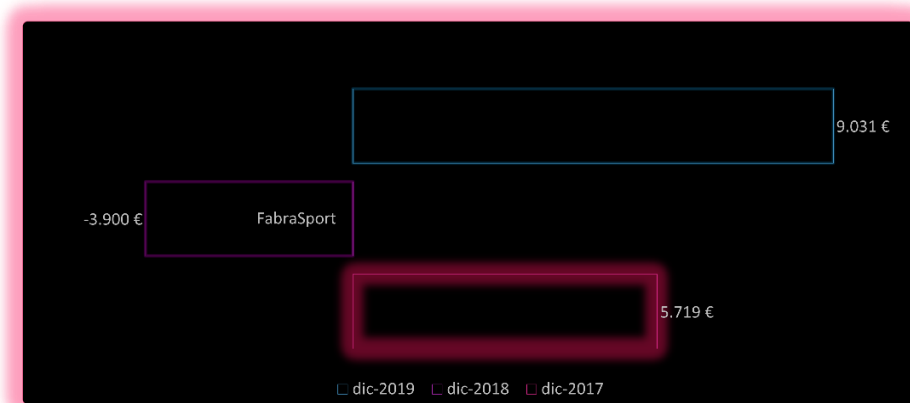 9.031 €
-3.900 €
FabraSport
5.719 €
dic-2019 dic-2018 dic-2017